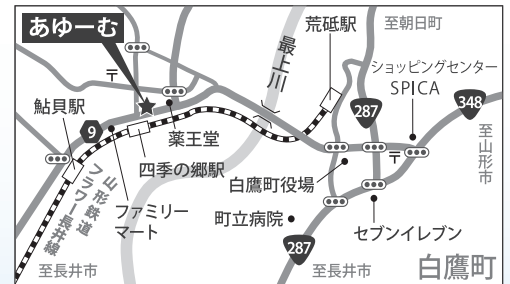 あゆーむ
荒砥駅
至朝日町
最上川
ショッピングセンター
SPICA
〒
鮎貝駅
287
348
9
薬王堂
至山形市
四季の郷駅
〒
白鷹町役場
山形鉄道
フラワー長井線
ファミリー
マート
町立病院
セブンイレブン
287
至長井市
至長井市
白鷹町